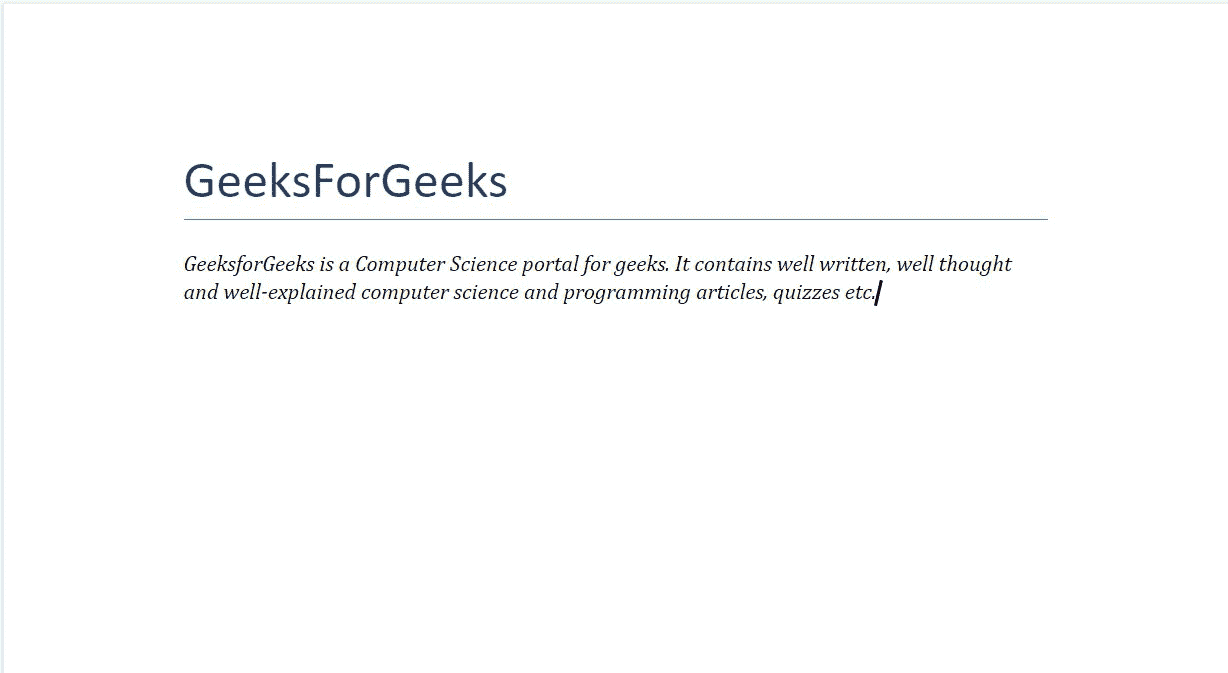 GeeksForGeeks
GeeksforGeeks is a Computer Science portal for geeks. It contains well written, well thought
and well-explained computer science and programming articles, quizzes etc.